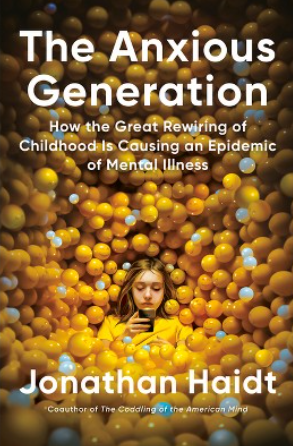 The Anxious
Generation
How the Great Rewiring of
Childhood Is Causing an Epidemic
of Mental Illness
Jonathan Haidt
Coauthor of The Coddling of the American Mind